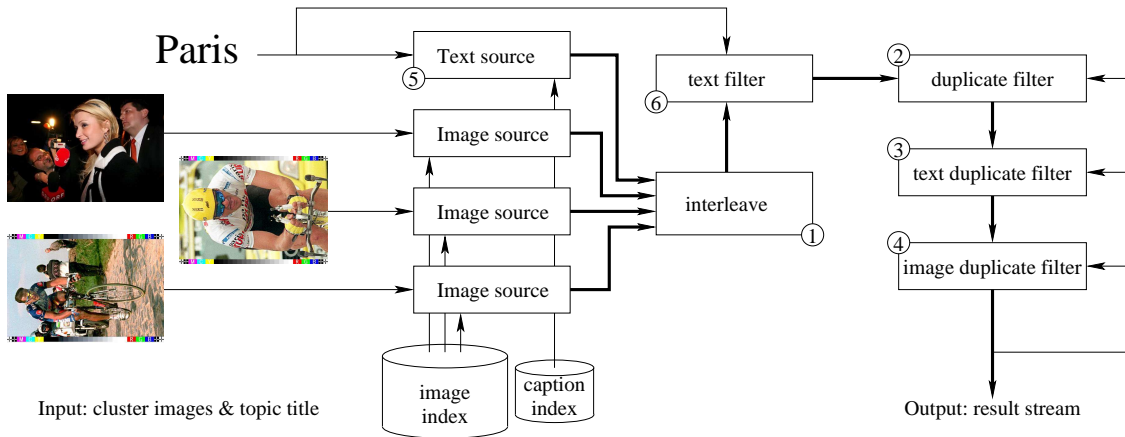 Paris
Text source
5
Image source
Image source
Image source
image
index
caption
index
text filter
6
interleave
1
2
duplicate filter
3
text duplicate filter
4
image duplicate filter
Input: cluster images & topic title
Output: result stream